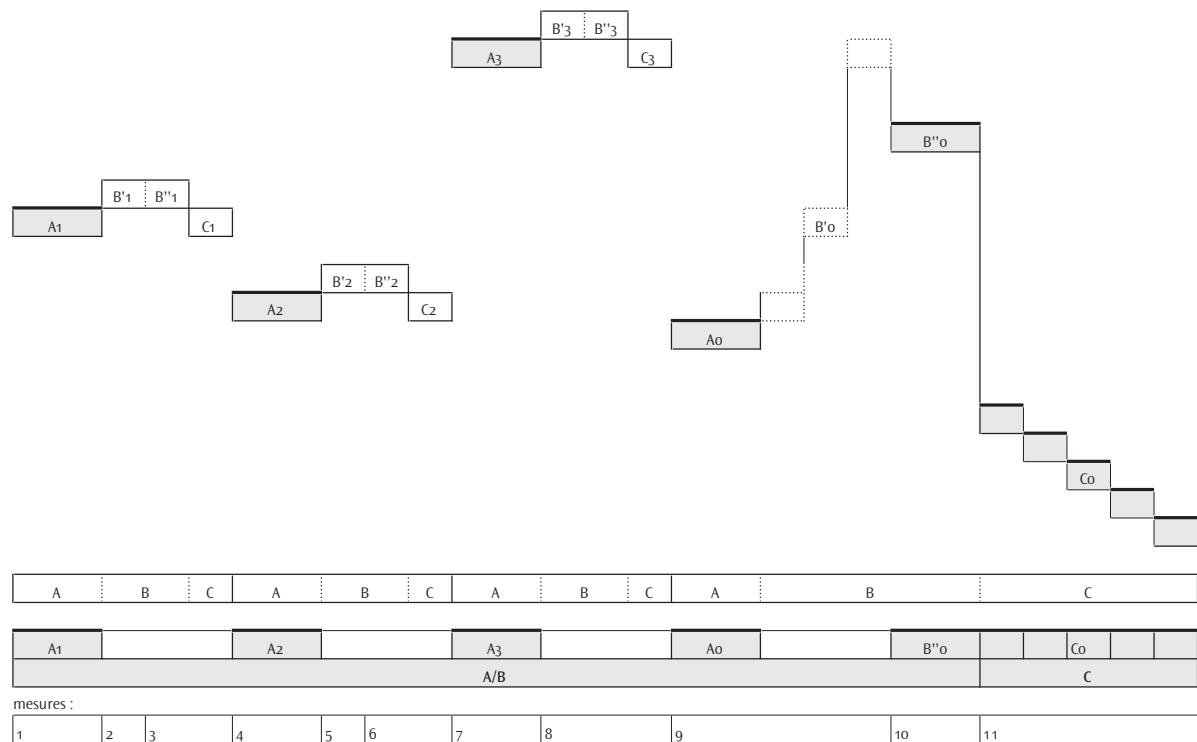 B'3 B''3
A3 C3
B''0
B'1 B''1
A1 C1 B'0
B'2 B''2
A2 C2
A0
C0
A B C A B C A B C A B C
A1 A2 A3 A0 B''0 C0
A/B C
mesures :
1 2 3 4 5 6 7 8 9 10 11